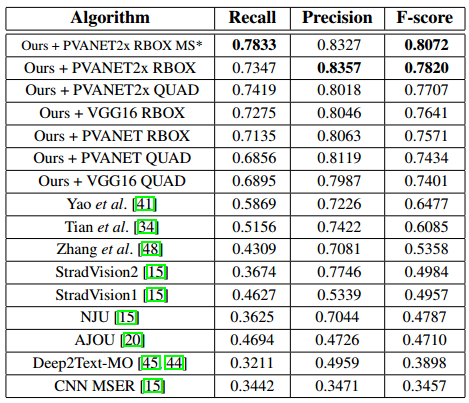 Algorithm Recall Precision F-score
Ours + PVANET2x RBOX MS* 0.7833 0.8327 0.8072
Ours + PVANET2x RBOX 0.7347 0.8357 0.7820
Ours + PVANET2x QUAD 0.7419 0.8018 0.7707
Ours + VGG16 RBOX 0.7275 0.8046 0.7641
Ours + PVANET RBOX 0.7135 0.8063 0.7571
Ours + PVANET QUAD 0.6856 0.8119 0.7434
Ours + VGG16 QUAD 0.6895 0.7987 0.7401
Yao et al. [41] 0.5869 0.7226 0.6477
Tian et al. [34] 0.5156 0.7422 0.6085
Zhang et al. [48] 0.4309 0.7081 0.5358
StradVision2 [15] 0.3674 0.7746 0.4984
StradVision1 [15] 0.4627 0.5339 0.4957
NJU [15] 0.3625 0.7044 0.4787
AJOU [20] 0.4694 0.4726 0.4710
Deep2Text-MO [45 44] 0.3211 0.4959 0.3898
CNN MSER [15] 0.3442 0.3471 0.3457